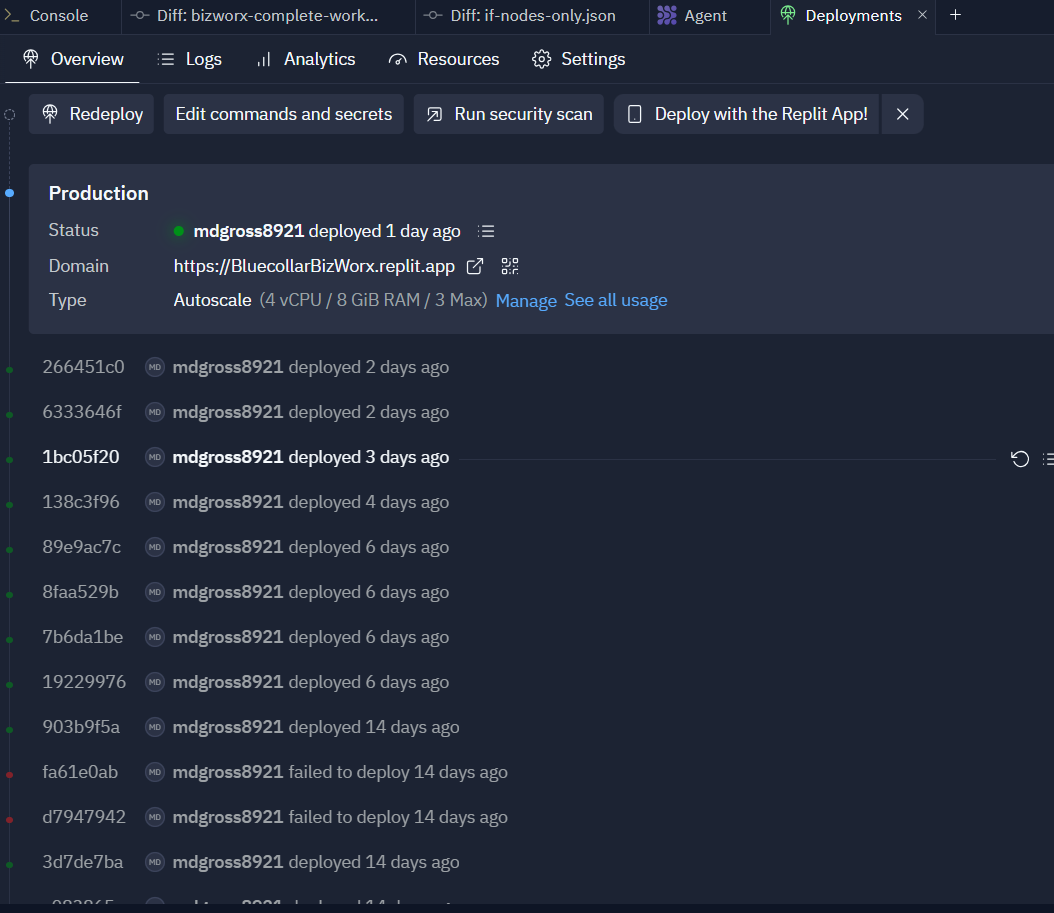 Console Diff: bizworx-complete-work... Diff: if-nodes-only.json Agent Deployments
Overview Logs Analytics Resources Settings
Redeploy Edit commands and secrets Run security scan Deploy with the Replit App!
Production
Status mdgross8921 deployed 1 day ago
Domain https://BluecollarBizWorx.replit.app
Type Autoscale (4 vCPU / 8 GiB RAM / 3 Max) Manage See all usage
266451c0 MD mdgross8921 deployed 2 days ago
6333646f MD mdgross8921 deployed 2 days ago
1bc05f20 MD mdgross8921 deployed 3 days ago
138c3f96 MD mdgross8921 deployed 4 days ago
89e9ac7c MD mdgross8921 deployed 6 days ago
8faa529b MD mdgross8921 deployed 6 days ago
7b6da1be MD mdgross8921 deployed 6 days ago
19229976 MD mdgross8921 deployed 6 days ago
903b9f5a MD mdgross8921 deployed 14 days ago
fa61e0ab MD mdgross8921 failed to deploy 14 days ago
d7947942 MD mdgross8921 failed to deploy 14 days ago
3d7de7ba MD mdgross8921 deployed 14 days ago